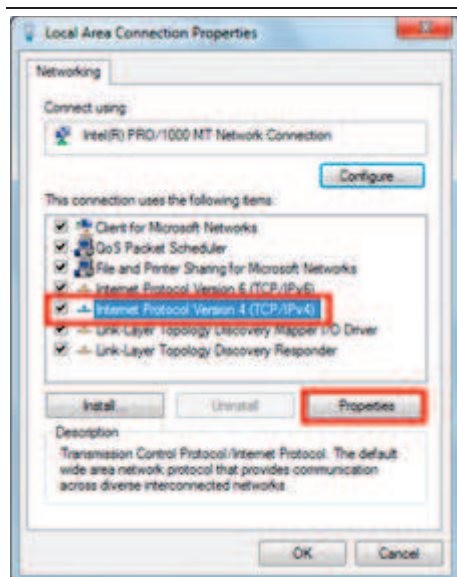 Local Area Connection Properties
Networking
Connect using:
Intel(R) PRO/1000 MT Network Connection
Configure...
This connection uses the following items:
Client for Microsoft Networks
QoS Packet Scheduler
File and Printer Sharing for Microsoft Networks
Internet Protocol Version 6 (TCP/IPv6)
Internet Protocol Version 4 (TCP/IPv4)
Link-Layer Topology Discovery Mapper I/O Driver
Link-Layer Topology Discovery Responder
Install... Uninstall Properties
Description
Transmission Control Protocol/Internet Protocol. The default
wide area network protocol that provides communication
across diverse interconnected networks.
OK Cancel